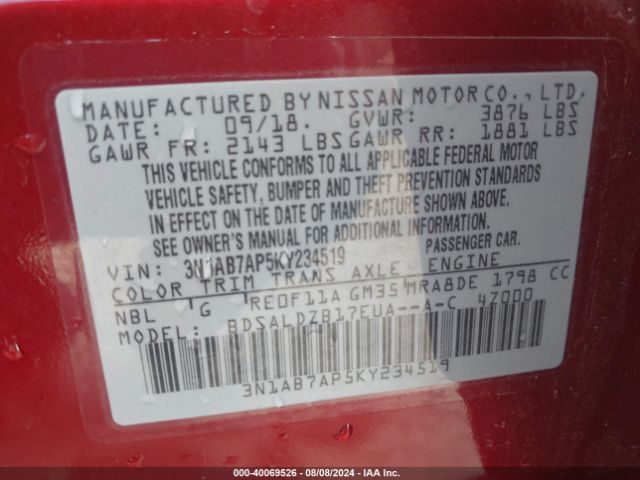 MANUFACTURED BY NISSAN MOTOR CO., LTD.
DATE: 09/18. GVWR: 3876 LBS
GAWR FR: 2143 LBS GAWR RR: 1881 LBS
THIS VEHICLE CONFORMS TO ALL APPLICABLE FEDERAL MOTOR
VEHICLE SAFETY, BUMPER AND THEFT PREVENTION STANDARDS
IN EFFECT ON THE DATE OF MANUFACTURE SHOWN ABOVE.
SEE OWNER'S MANUAL FOR ADDITIONAL INFORMATION.
VIN: 3N1AB7AP5KY234519 PASSENGER CAR.
COLOR TRIM TRANS AXLE ENGINE
NBL G RE0F11A GM35 MRA8DE 1798 CC
MODEL: BDSALDZB17EUA--A-C 47000
3N1AB7AP5KY234519
000-40069526 - 08/08/2024 - IAA Inc.